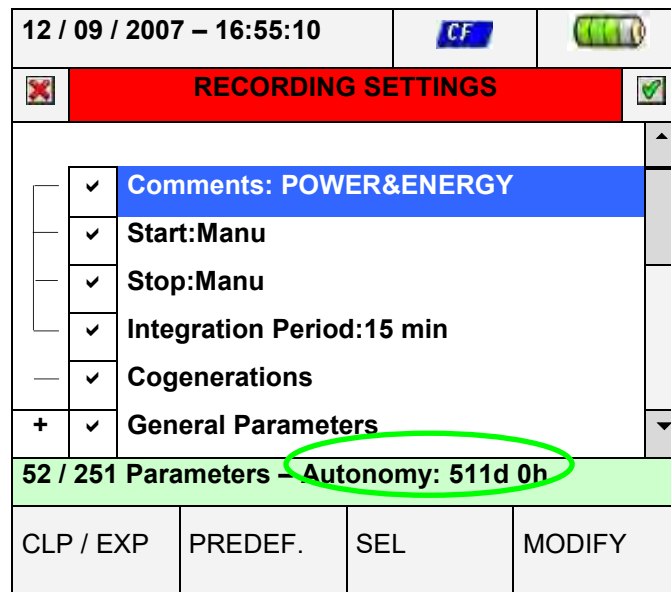 12 / 09 / 2007 – 16:55:10 CF
RECORDING SETTINGS
Comments: POWER&ENERGY
Start:Manu
Stop:Manu
Integration Period:15 min
Cogenerations
+ General Parameters
52 / 251 Parameters – Autonomy: 511d 0h
CLP / EXP PREDEF. SEL MODIFY